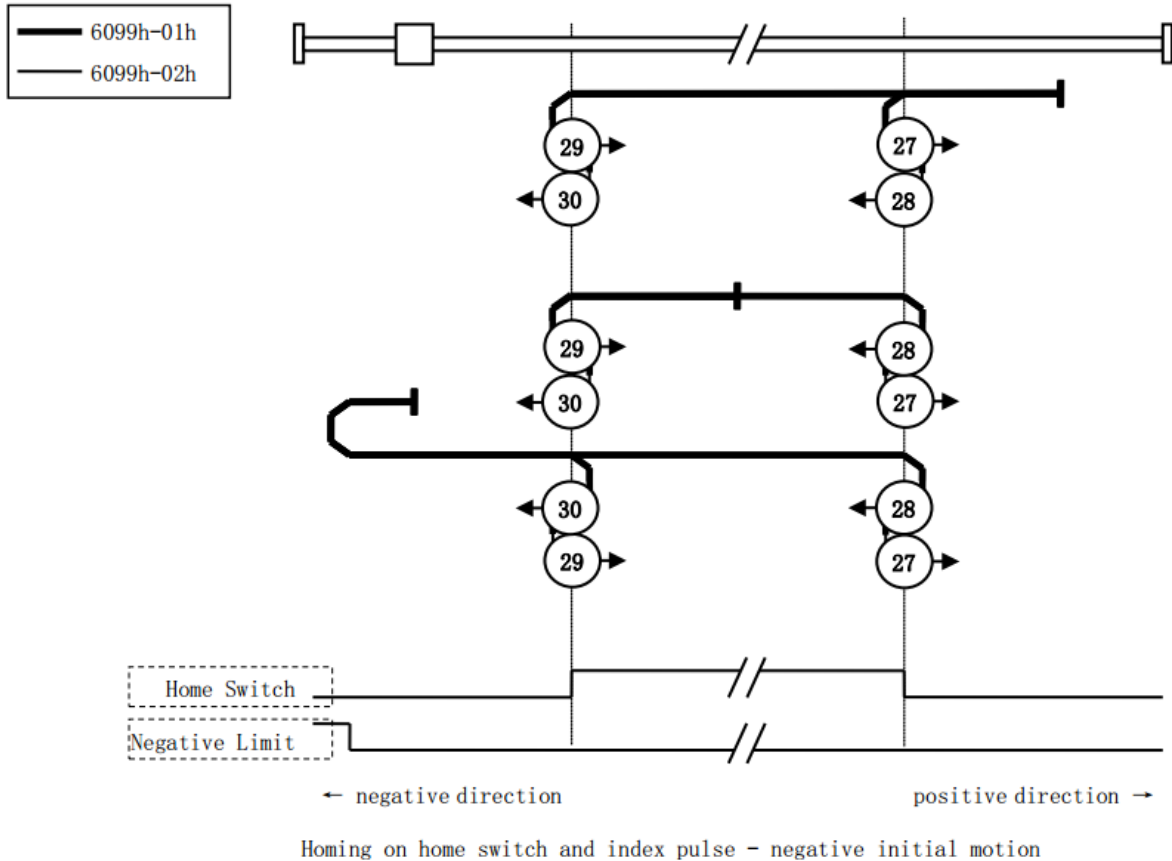 6099h-01h
6099h-02h
29
27
30
28
29
28
30
27
30
28
29
27
Home Switch
Negative Limit
← negative direction
positive direction →
Homing on home switch and index pulse - negative initial motion